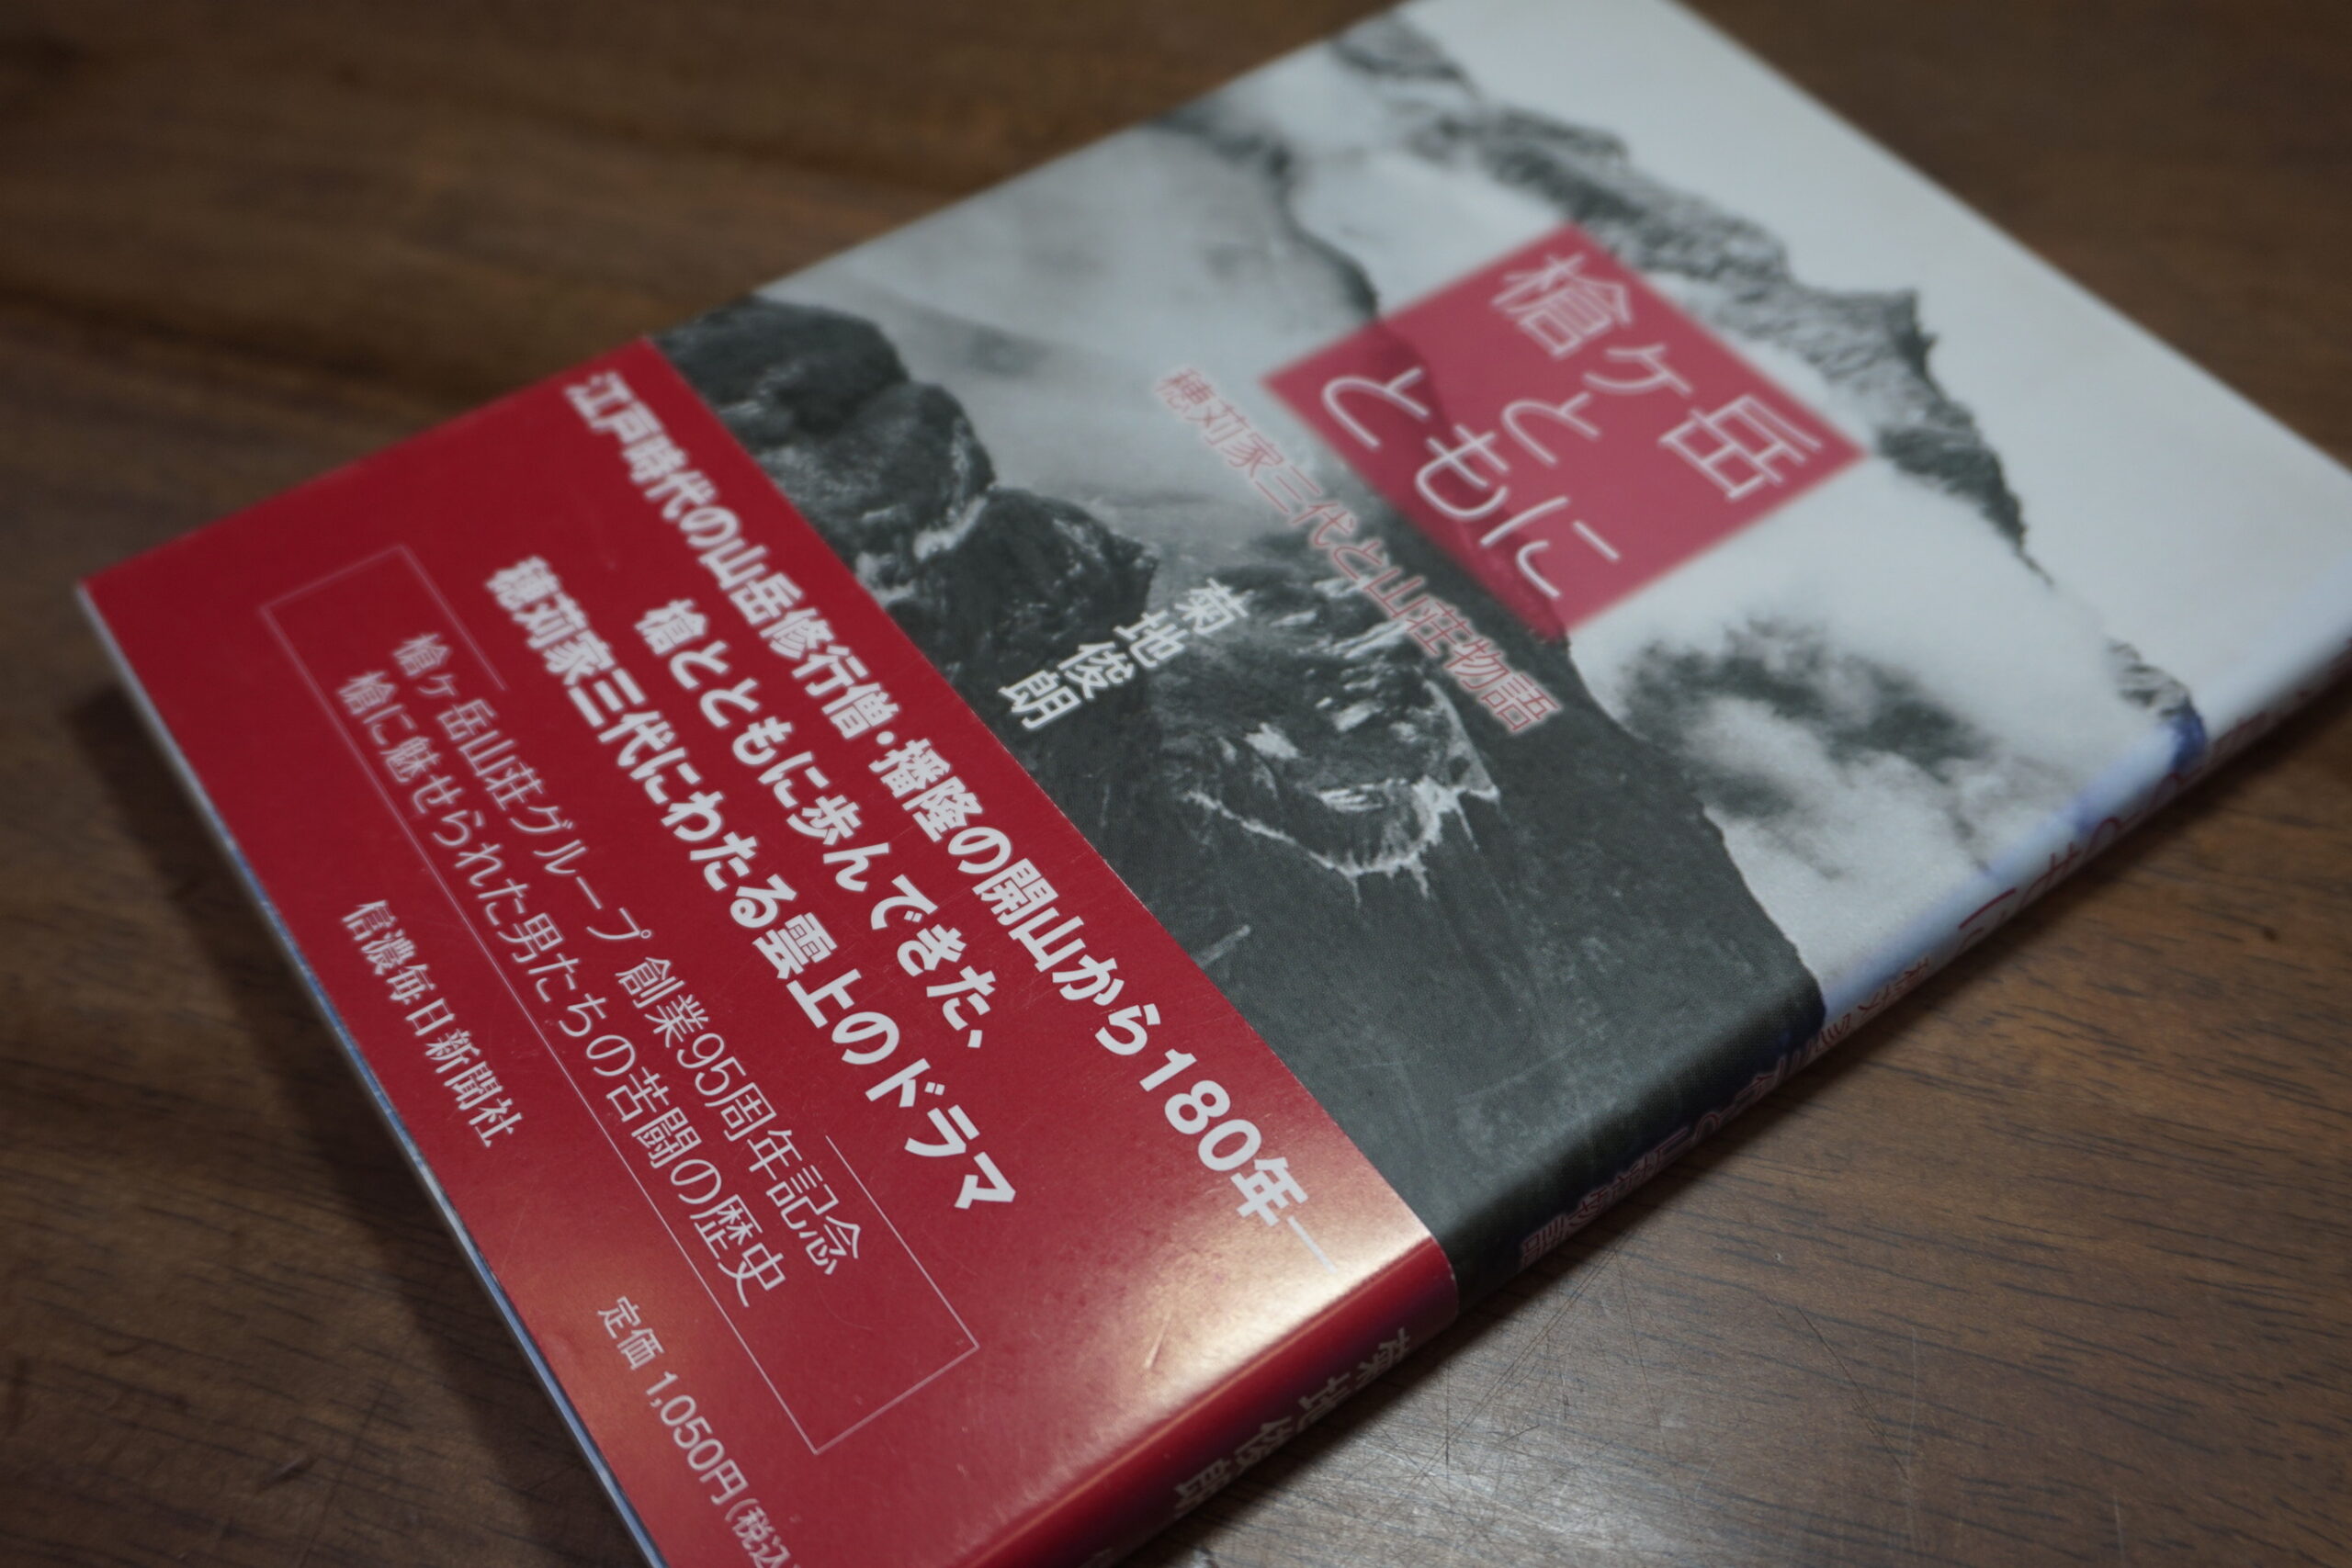 槍ヶ岳
と
ともに
穂苅家三代と山荘物語
菊地俊朗
江戸時代の山岳修行僧・播隆の開山から180年―
槍とともに歩んできた、
穂苅家三代にわたる雲上のドラマ
槍ヶ岳山荘グループ 創業95周年記念
槍に魅せられた男たちの苦闘の歴史
信濃毎日新聞社
定価 1,050円(税込
菊地俊朗